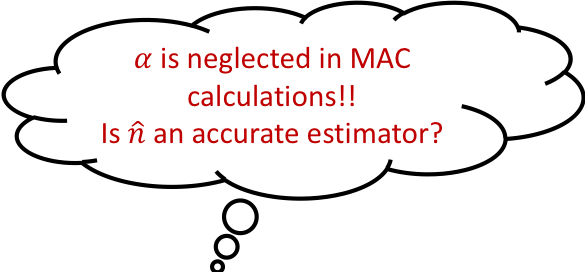 𝛼 is neglected in MAC
calculations!!
Is 𝑛̂ an accurate estimator?